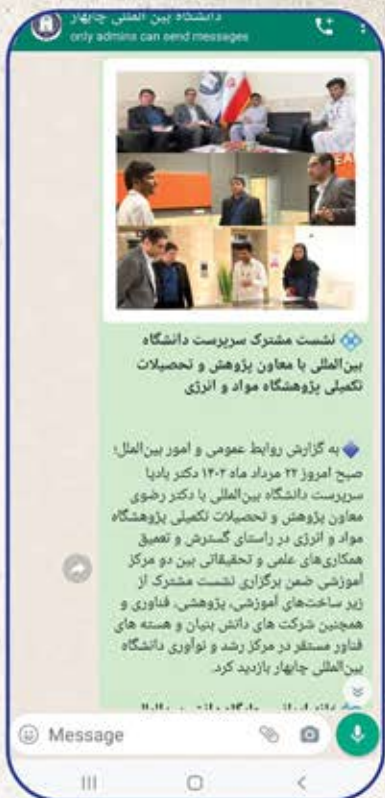 دانشگاه بین المللی چابهار
only admins can send messages
نشست مشترک سرپرست دانشگاه
بین‌المللی با معاون پژوهش و تحصیلات
تکمیلی پژوهشگاه مواد و انرژی
به گزارش روابط عمومی و امور بین‌الملل؛
صبح امروز ۲۲ مرداد ماه ۱۴۰۲ دکتر بادپا
سرپرست دانشگاه بین‌المللی با دکتر رضوی
معاون پژوهش و تحصیلات تکمیلی پژوهشگاه
مواد و انرژی در راستای گسترش و تعمیق
همکاری‌های علمی و تحقیقاتی بین دو مرکز
آموزشی ضمن برگزاری نشست مشترک از
زیر ساخت‌های آموزشی، پژوهشی، فناوری و
همچنین شرکت های دانش بنیان و هسته های
فناور مستقر در مرکز رشد و نوآوری دانشگاه
بین‌المللی چابهار بازدید کرد.
Message